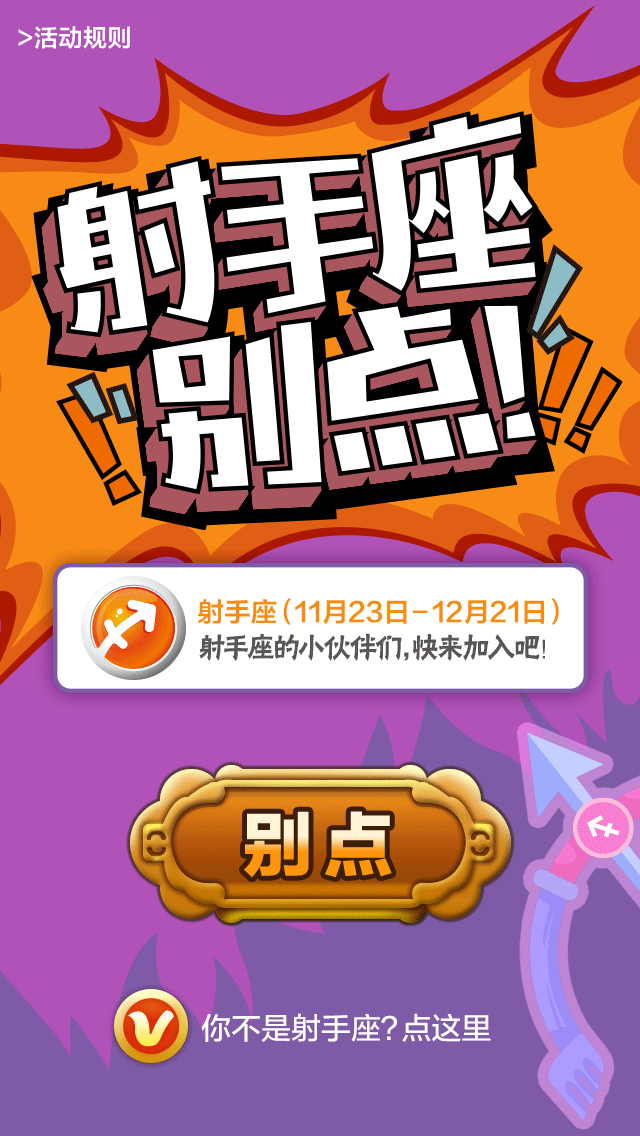 >活动规则
射手座
别点!
射手座(11月23日-12月21日)
射手座的小伙伴们,快来加入吧!
别点
你不是射手座?点这里